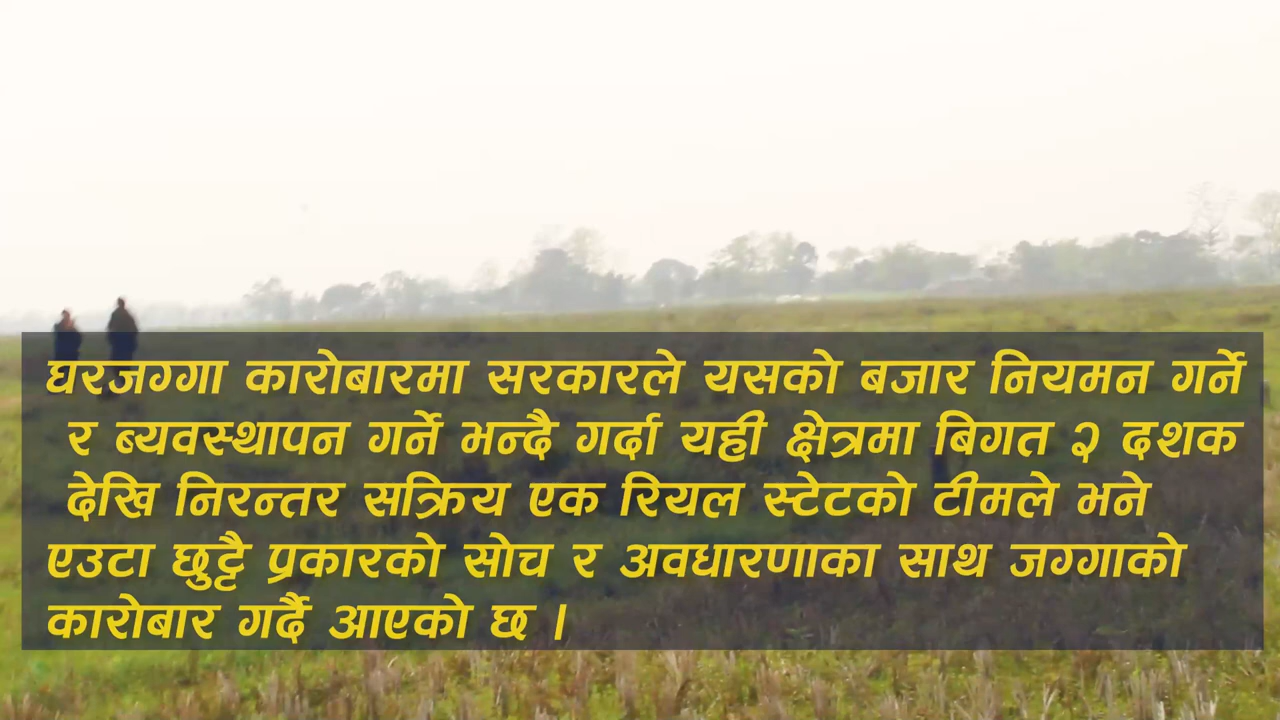 घरजग्गा कारोबारमा सरकारले यसको बजार नियमन गर्ने
र ब्यवस्थापन गर्ने भन्दै गर्दा यही क्षेत्रमा बिगत २ दशक
देखि निरन्तर सक्रिय एक रियल स्टेटको टीमले भने
एउटा छुट्टै प्रकारको सोच र अवधारणाका साथ जग्गाको
कारोबार गर्दै आएको छ ।